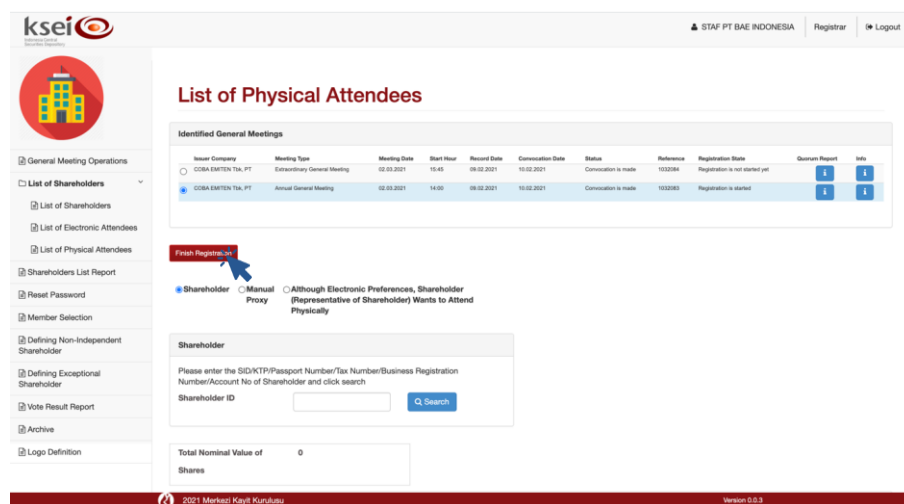 ksei
Indonesia Central
Securities Depository
STAF PT BAE INDONESIA
Registrar
Logout
List of Physical Attendees
Identified General Meetings
Issuer Company Meeting Type Meeting Date Start Hour Record Date Convocation Date Status Reference Registration State Quorum Report Info
COBA EMITEN Tbk, PT Extraordinary General Meeting 02.03.2021 15:45 09.02.2021 10.02.2021 Convocation is made 1032084 Registration is not started yet i i
COBA EMITEN Tbk, PT Annual General Meeting 02.03.2021 14:00 09.02.2021 10.02.2021 Convocation is made 1032083 Registration is started i i
General Meeting Operations
List of Shareholders
List of Shareholders
List of Electronic Attendees
List of Physical Attendees
Shareholders List Report
Reset Password
Member Selection
Defining Non-Independent
Shareholder
Defining Exceptional
Shareholder
Vote Result Report
Archive
Logo Definition
Finish Registration
Shareholder
Manual
Proxy
Although Electronic Preferences, Shareholder
(Representative of Shareholder) Wants to Attend
Physically
Shareholder
Please enter the SID/KTP/Passport Number/Tax Number/Business Registration
Number/Account No of Shareholder and click search
Shareholder ID
Search
Total Nominal Value of 0
Shares
2021 Merkezi Kayıt Kurulusu
Version 0.0.3